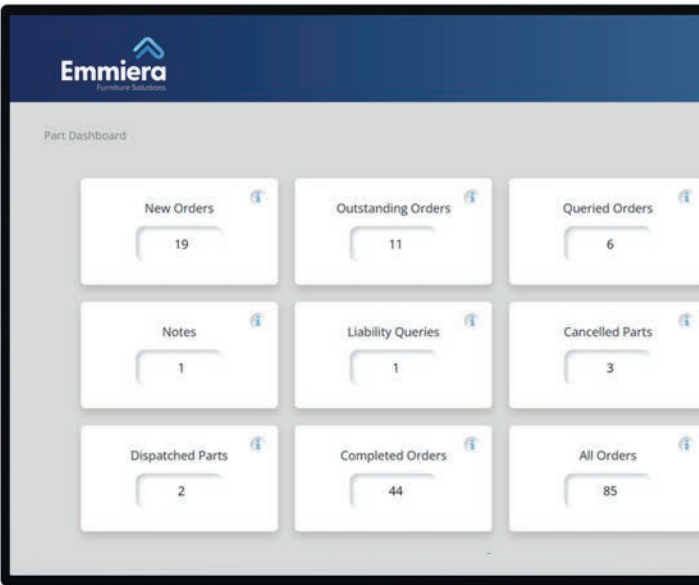 Emmiera
Furniture Solutions
Part Dashboard
New Orders
19
Outstanding Orders
11
Queried Orders
6
Notes
1
Liability Queries
1
Cancelled Parts
3
Dispatched Parts
2
Completed Orders
44
All Orders
85